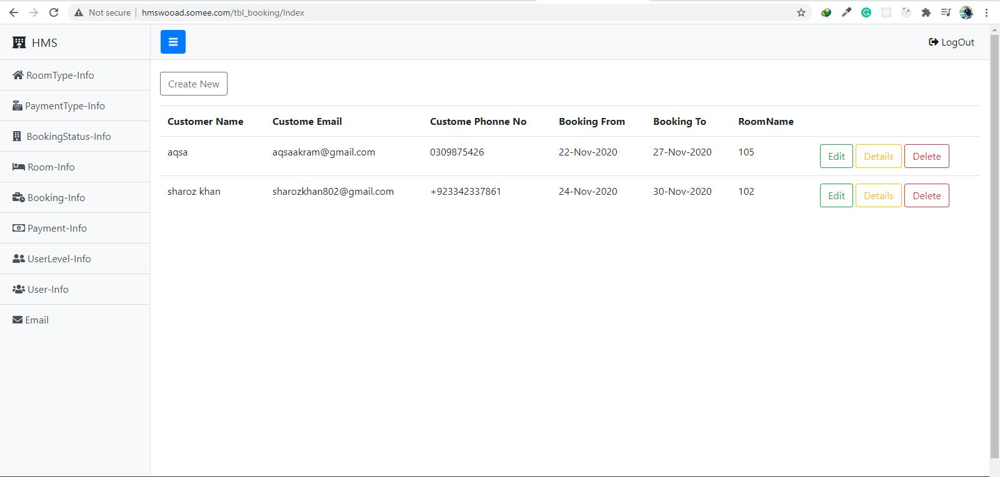 Not secure | hmswooad.somee.com/tbl_booking/Index
HMS
LogOut
RoomType-Info
PaymentType-Info
BookingStatus-Info
Room-Info
Booking-Info
Payment-Info
UserLevel-Info
User-Info
Email
Create New
Customer Name Custome Email Custome Phonne No Booking From Booking To RoomName
aqsa aqsaakram@gmail.com 0309875426 22-Nov-2020 27-Nov-2020 105 Edit Details Delete
sharoz khan sharozkhan802@gmail.com +923342337861 24-Nov-2020 30-Nov-2020 102 Edit Details Delete